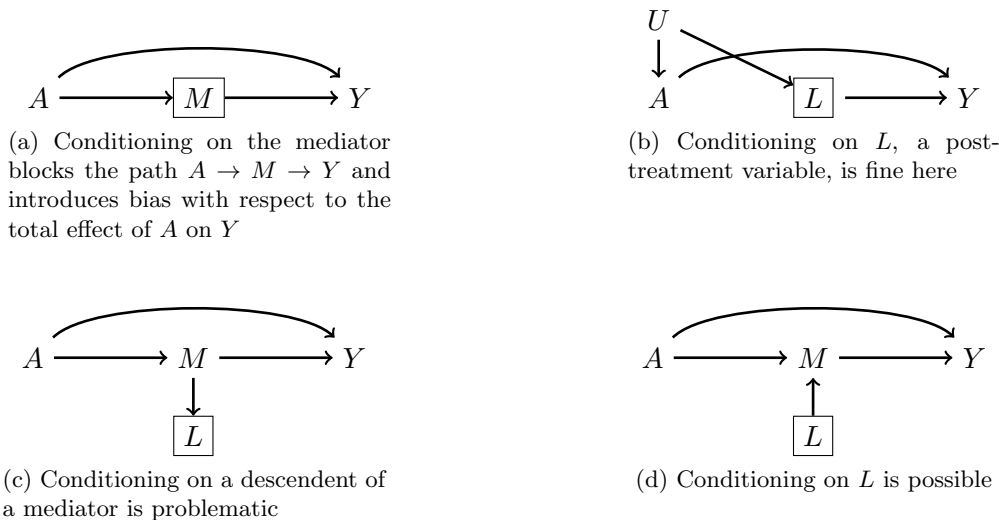 U
A M Y
A L Y
(a) Conditioning on the mediator
blocks the path A → M → Y and
introduces bias with respect to the
total effect of A on Y
(b) Conditioning on L, a post-
treatment variable, is fine here
A M Y
L
(c) Conditioning on a descendent of
a mediator is problematic
A M Y
L
(d) Conditioning on L is possible